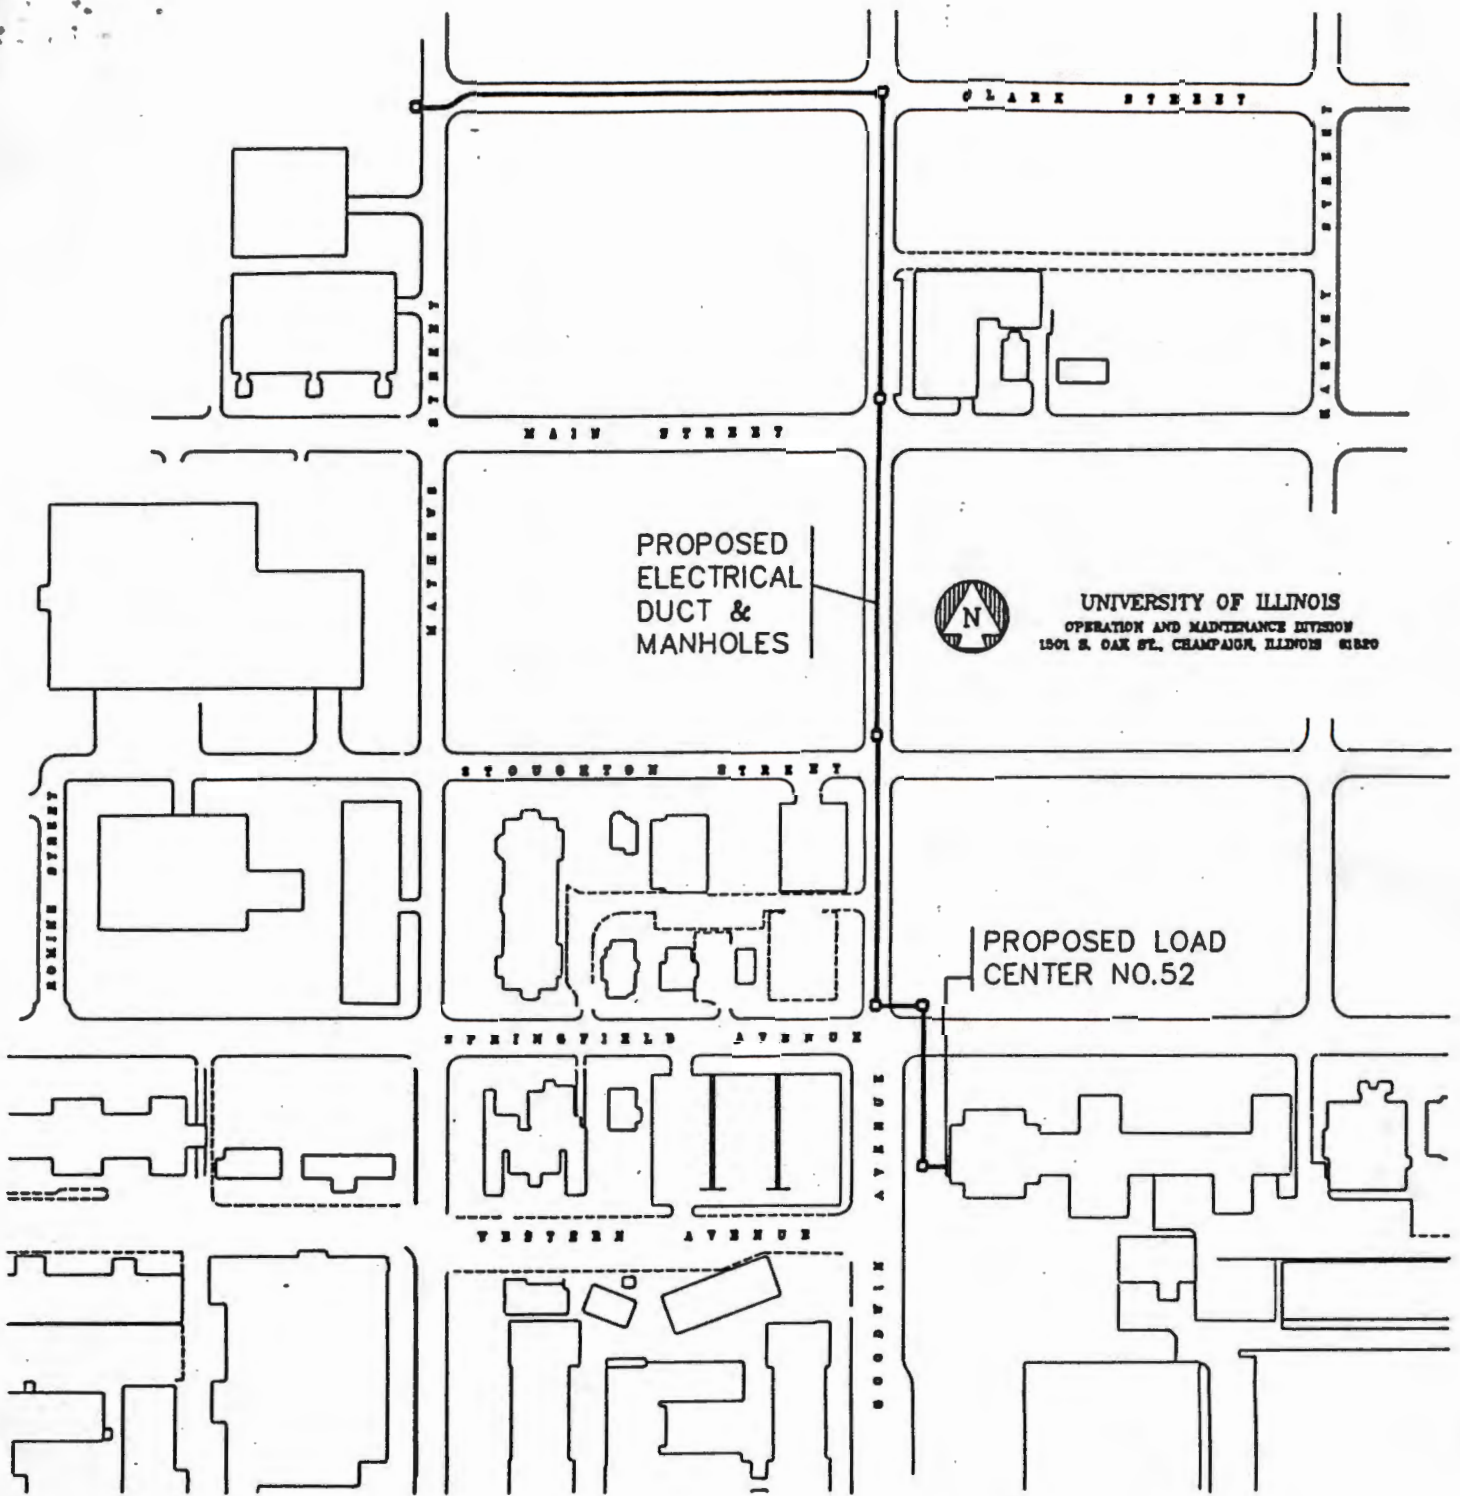 CLARK STREET
HARVEY STREET
MATHEWS STREET
MAIN STREET
PROPOSED
ELECTRICAL
DUCT &
MANHOLES
N
UNIVERSITY OF ILLINOIS
OPERATION AND MAINTENANCE DIVISION
1501 S. OAK ST., CHAMPAIGN, ILLINOIS 61820
STOUGHTON STREET
ROMINE STREET
PROPOSED LOAD
CENTER NO.52
SPRINGFIELD AVENUE
GOODWIN AVENUE
WESTERN AVENUE